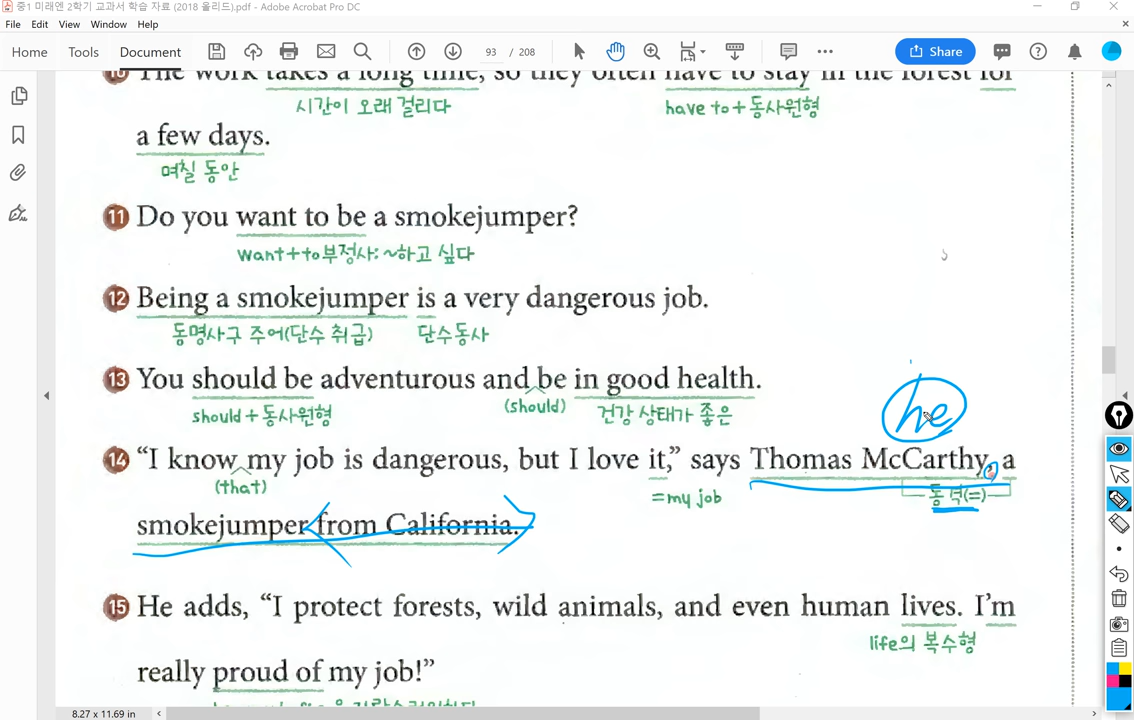 중1 미래엔 2학기 교과서 학습 자료 (2018 올리드).pdf - Adobe Acrobat Pro DC
File Edit View Window Help
Home Tools Document 93 / 208 Share
10 The work takes a long time, so they often have to stay in the forest for
시간이 오래 걸리다 have to + 동사원형
a few days.
며칠 동안
11 Do you want to be a smokejumper?
want+to부정사: ~하고 싶다
12 Being a smokejumper is a very dangerous job.
동명사구 주어(단수 취급) 단수동사
13 You should be adventurous and be in good health.
should + 동사원형 (should) 건강 상태가 좋은
he
14 “I know my job is dangerous, but I love it,” says Thomas McCarthy, a
(that) =my job 동격(=)
smokejumper from California.
15 He adds, “I protect forests, wild animals, and even human lives. I’m
life의 복수형
really proud of my job!”
8.27 x 11.69 in